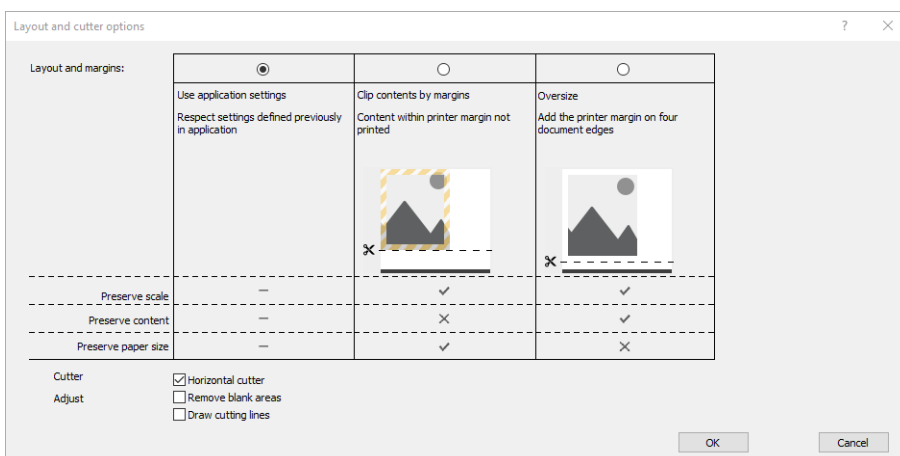 Layout and cutter options
Layout and margins:
Use application settings
Respect settings defined previously
in application
Clip contents by margins
Content within printer margin not
printed
Oversize
Add the printer margin on four
document edges
Preserve scale
Preserve content
Preserve paper size
Cutter
Horizontal cutter
Adjust
Remove blank areas
Draw cutting lines
OK
Cancel